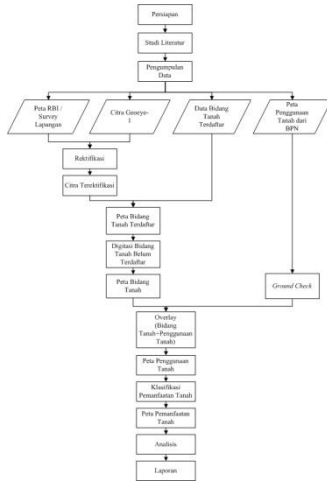 Persiapan
Studi Literatur
Pengumpulan
Data
Peta RBI /
Survey
Lapangan
Citra Geoeye-
1
Data Bidang
Tanah
Terdaftar
Peta
Penggunaan
Tanah dari
BPN
Rektifikasi
Citra Terektifikasi
Peta Bidang
Tanah Terdaftar
Digitasi Bidang
Tanah Belum
Terdaftar
Peta Bidang
Tanah
Ground Check
Overlay
(Bidang
Tanah+Penggunaan
Tanah)
Peta Penggunaan
Tanah
Klasifikasi
Pemanfaatan Tanah
Peta Pemanfaatan
Tanah
Analisis
Laporan